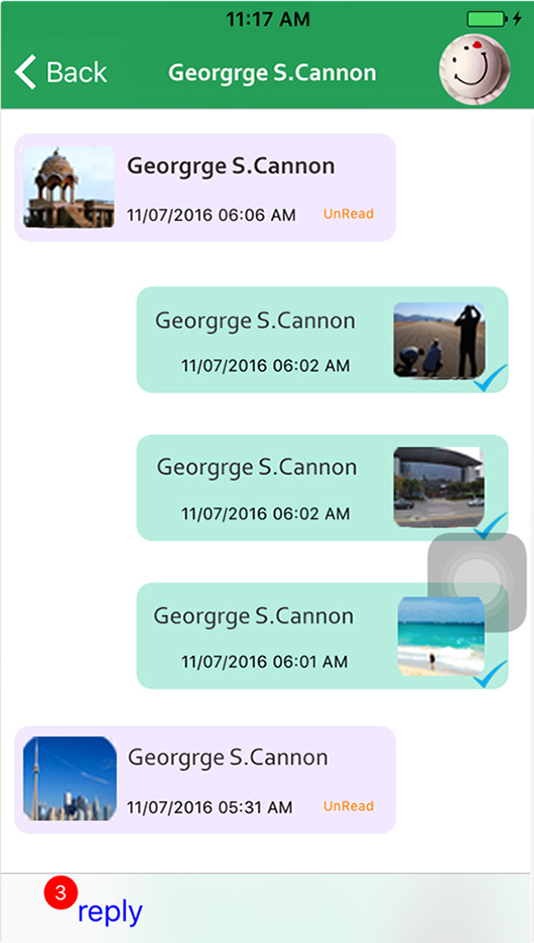 11:17 AM
Back
Georgrge S.Cannon
Georgrge S.Cannon
11/07/2016 06:06 AM UnRead
Georgrge S.Cannon
11/07/2016 06:02 AM
Georgrge S.Cannon
11/07/2016 06:02 AM
Georgrge S.Cannon
11/07/2016 06:01 AM
Georgrge S.Cannon
11/07/2016 05:31 AM UnRead
3
reply